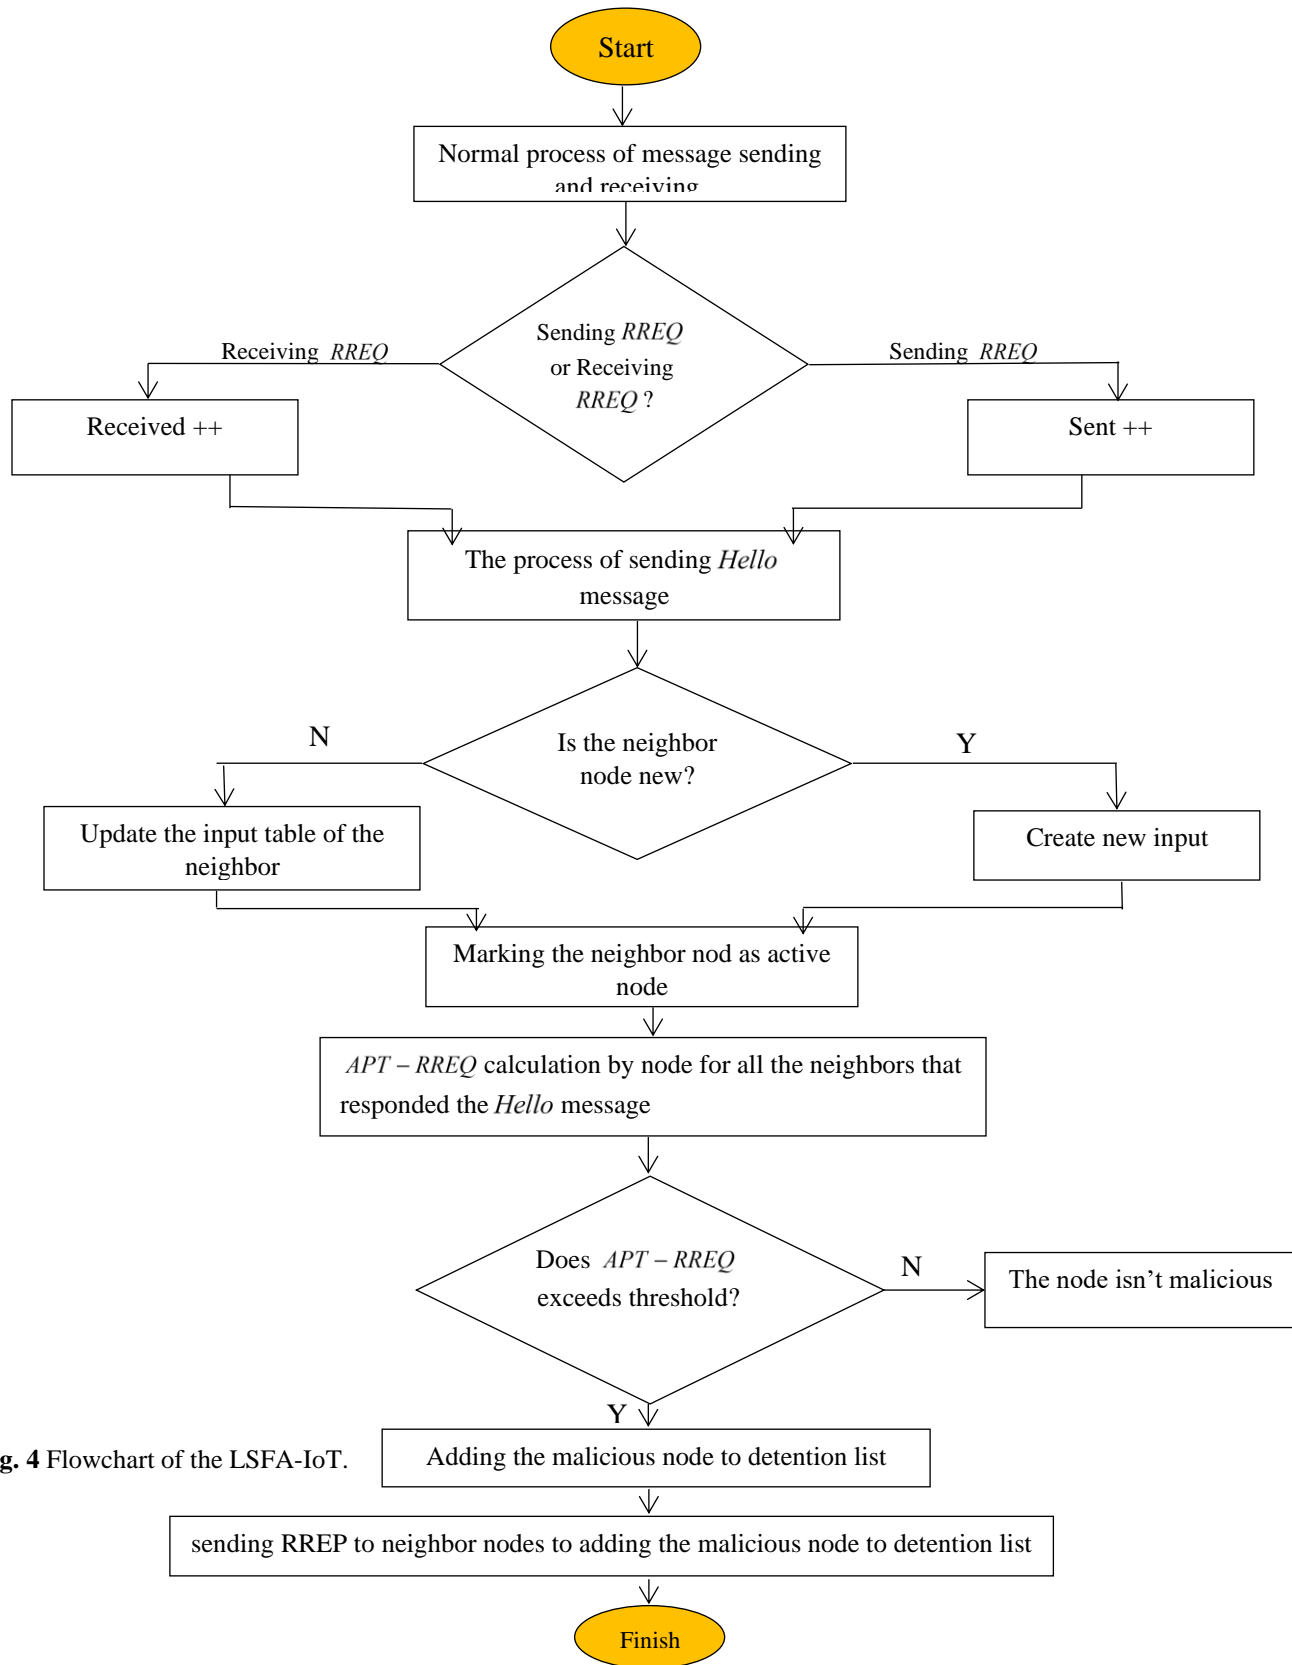 Start
Normal process of message sending
and receiving
Sending RREQ
or Receiving
RREQ ?
Receiving RREQ
Sending RREQ
Received ++
Sent ++
The process of sending Hello
message
Is the neighbor
node new?
N
Y
Update the input table of the
neighbor
Create new input
Marking the neighbor nod as active
node
APT – RREQ calculation by node for all the neighbors that
responded the Hello message
Does APT – RREQ
exceeds threshold?
N
The node isn't malicious
Y
g. 4 Flowchart of the LSFA-IoT.
Adding the malicious node to detention list
sending RREP to neighbor nodes to adding the malicious node to detention list
Finish